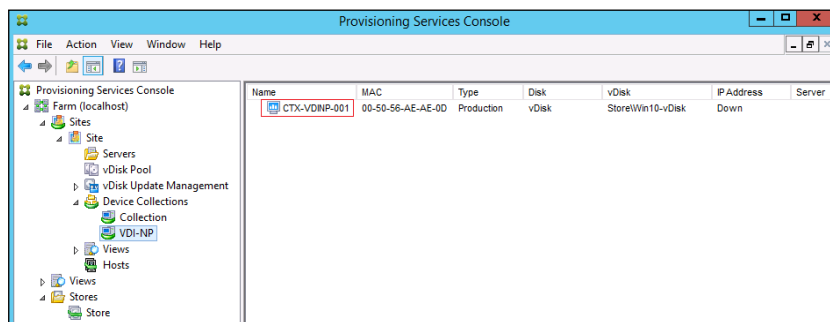 Provisioning Services Console
File Action View Window Help
Provisioning Services Console
Farm (localhost)
Sites
Site
Servers
vDisk Pool
vDisk Update Management
Device Collections
Collection
VDI-NP
Views
Hosts
Views
Stores
Store
Name MAC Type Disk vDisk IP Address Server
CTX-VDINP-001 00-50-56-AE-AE-0D Production vDisk Store\Win10-vDisk Down